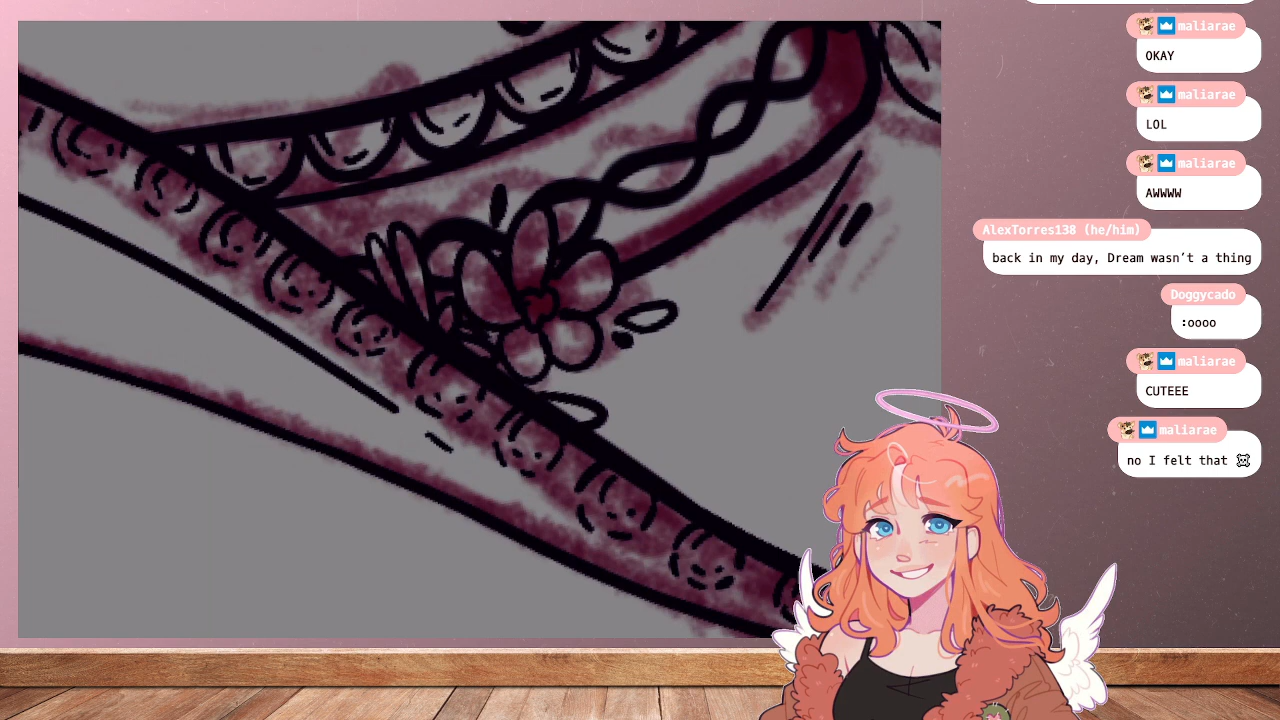 maliarae
OKAY
maliarae
LOL
maliarae
AWWWW
AlexTorres138 (he/him)
back in my day, Dream wasn't a thing
Doggycado
:oooo
maliarae
CUTEEE
maliarae
no I felt that